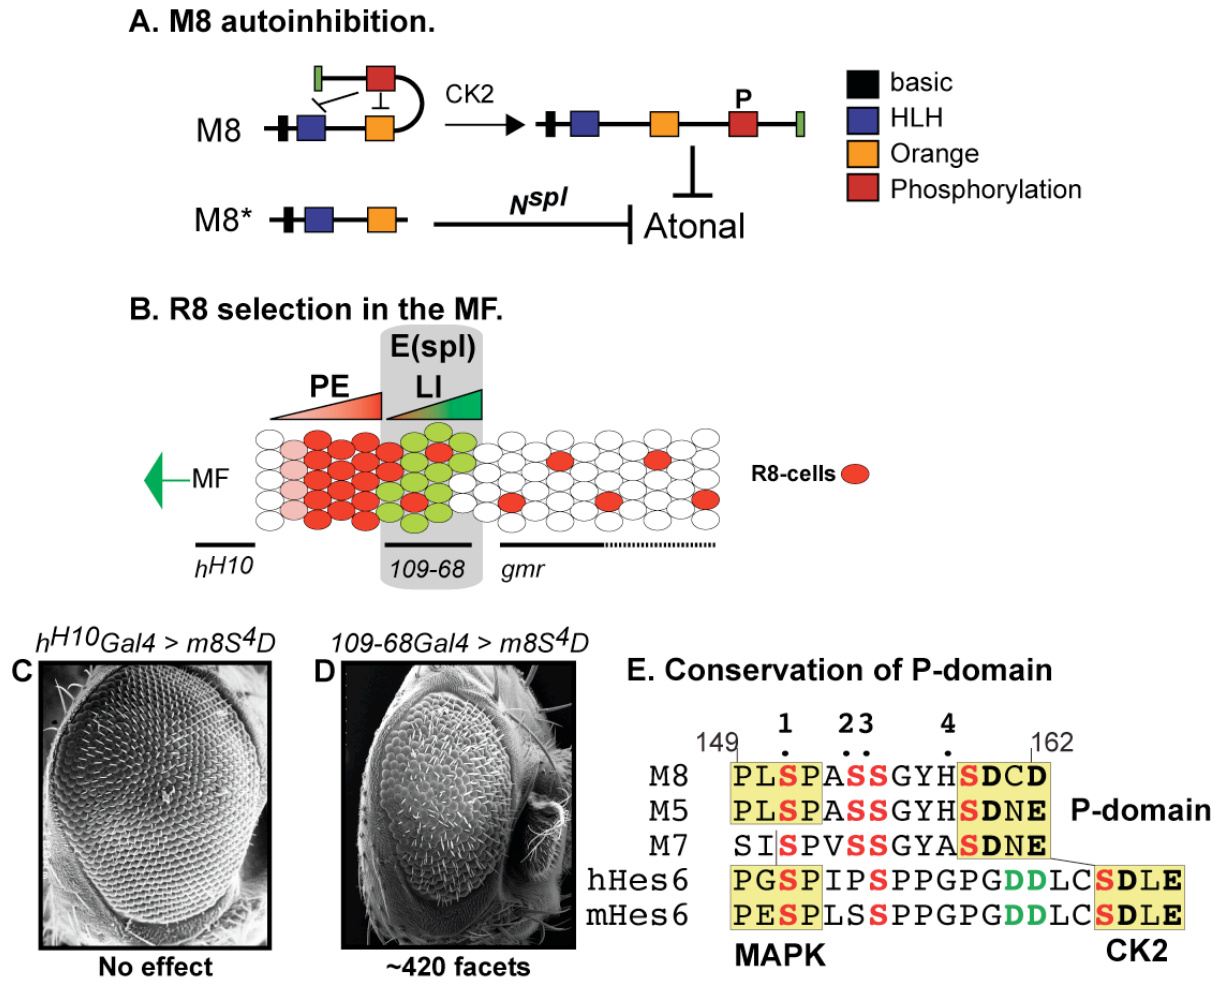 A. M8 autoinhibition.
M8
CK2
P
basic
HLH
Orange
Phosphorylation
M8*
Nspl
Atonal
B. R8 selection in the MF.
E(spl)
PE
LI
MF
R8-cells
hH10
109-68
gmr
C
hH10Gal4 > m8S4D
No effect
D
109-68Gal4 > m8S4D
~420 facets
E. Conservation of P-domain
1 2 3 4
149 162
M8 PLSPASSGYHSDCD
M5 PLSPASSGYHSDNE
P-domain
M7 SISPVSSGYASDNE
hHes6 PGSPIPSPPGPGDDLCSDLE
mHes6 PESPLSSPPGPGDDLCSDLE
MAPK CK2